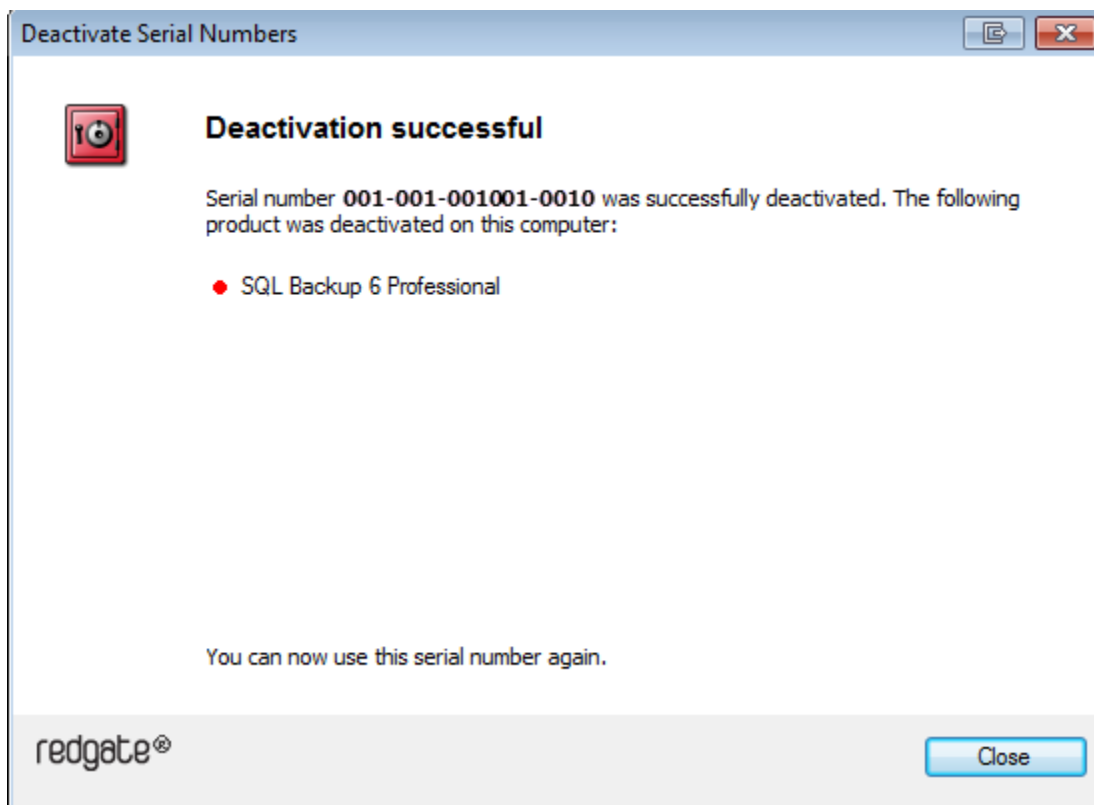 Deactivate Serial Numbers
Deactivation successful
Serial number 001-001-001001-0010 was successfully deactivated. The following
product was deactivated on this computer:
SQL Backup 6 Professional
You can now use this serial number again.
redgate®
Close